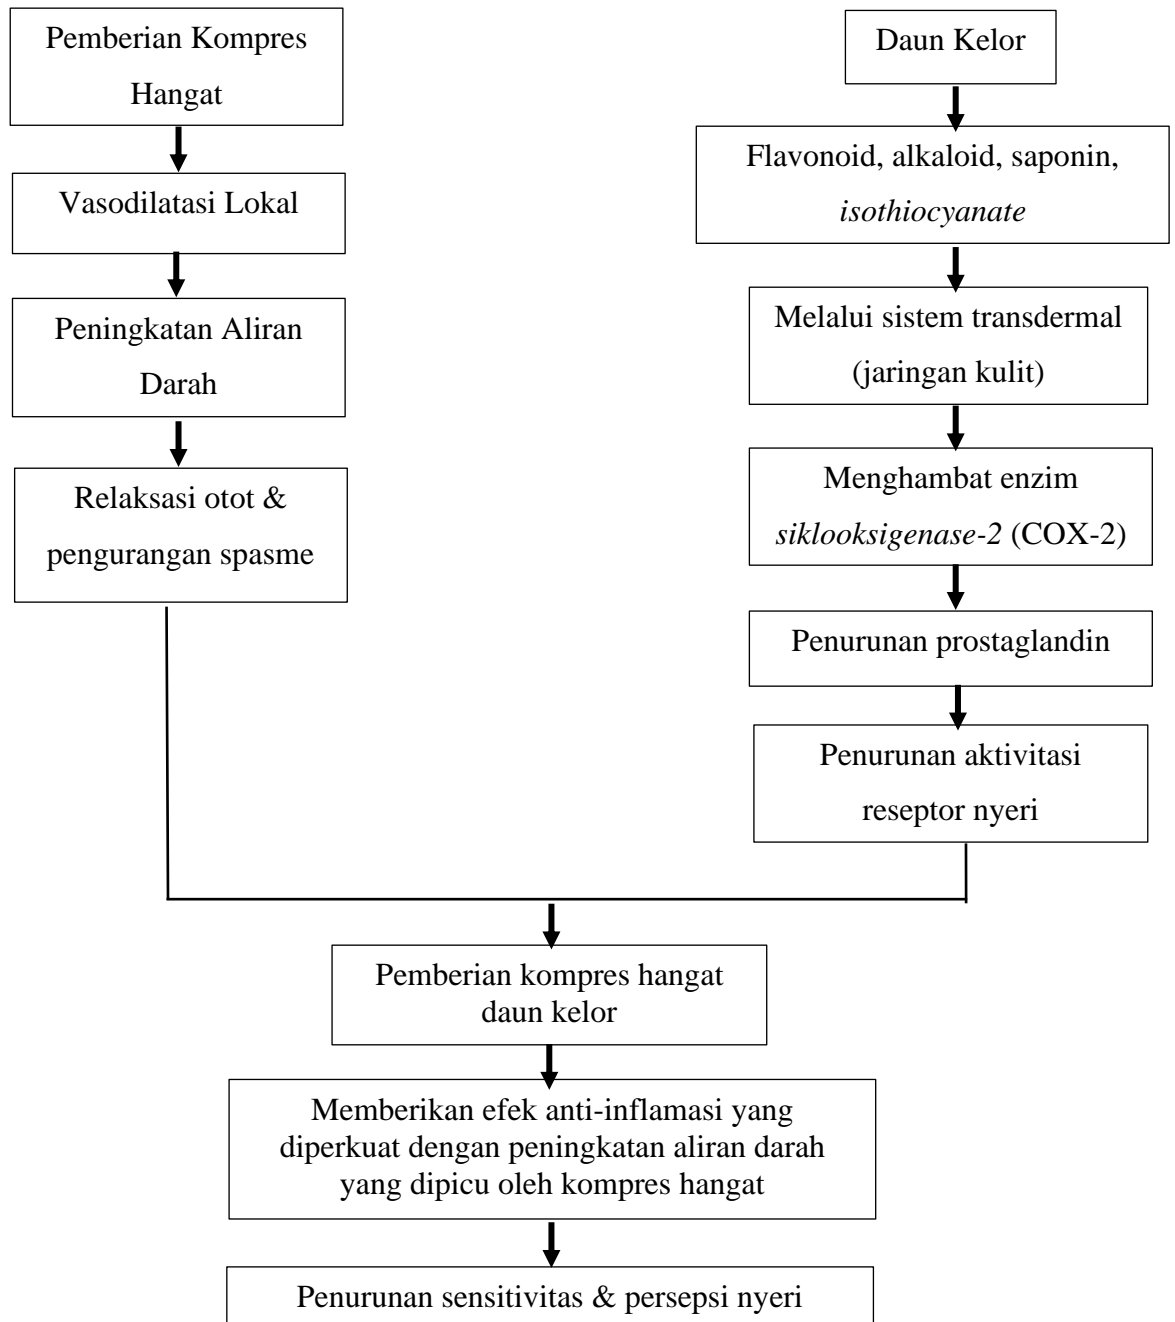 Pemberian Kompres
Hangat
Vasodilatasi Lokal
Peningkatan Aliran
Darah
Relaksasi otot &
pengurangan spasme
Daun Kelor
Flavonoid, alkaloid, saponin,
isothiocyanate
Melalui sistem transdermal
(jaringan kulit)
Menghambat enzim
siklooksigenase-2 (COX-2)
Penurunan prostaglandin
Penurunan aktivitasi
reseptor nyeri
Pemberian kompres hangat
daun kelor
Memberikan efek anti-inflamasi yang
diperkuat dengan peningkatan aliran darah
yang dipicu oleh kompres hangat
Penurunan sensitivitas & persepsi nyeri